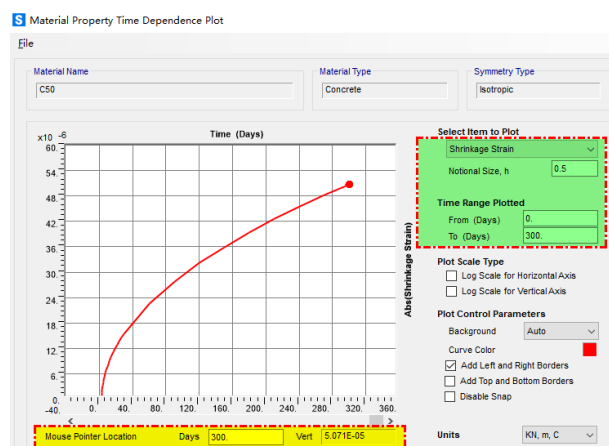 Material Property Time Dependence Plot
File
Material Name
C50
Material Type
Concrete
Symmetry Type
Isotropic
x10 -6
Time (Days)
60.
54.
48.
42.
36.
30.
24.
18.
12.
6.
0.
-40. 0. 40. 80. 120. 160. 200. 240. 280. 320. 360.
Abs(Shrinkage Strain)
Mouse Pointer Location Days 300. Vert 5.071E-05
Select Item to Plot
Shrinkage Strain
Notional Size, h 0.5
Time Range Plotted
From (Days) 0.
To (Days) 300.
Plot Scale Type
Log Scale for Horizontal Axis
Log Scale for Vertical Axis
Plot Control Parameters
Background Auto
Curve Color
Add Left and Right Borders
Add Top and Bottom Borders
Disable Snap
Units KN, m, C